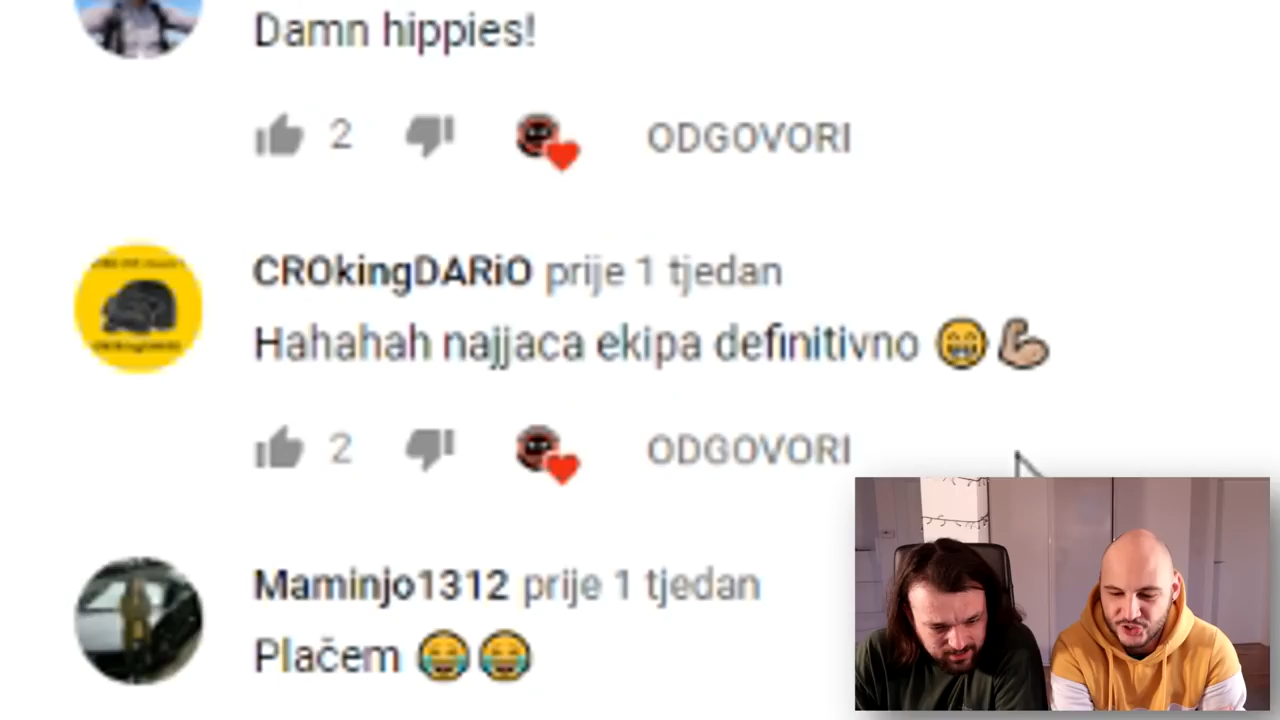 Damn hippies!
2 ODGOVORI
CROkingDARiO prije 1 tjedan
Hahahah najjaca ekipa definitivno 😁💪🏼
2 ODGOVORI
Maminjo1312 prije 1 tjedan
Plačem 😂😂